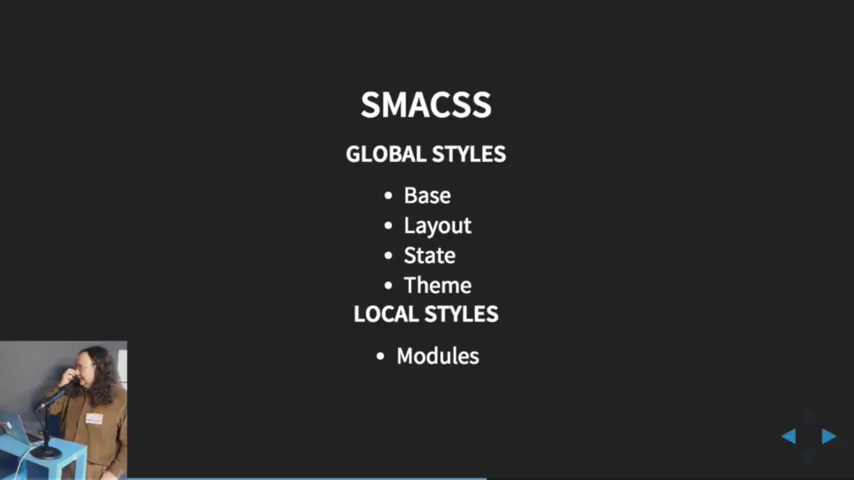 SMACSS
GLOBAL STYLES
• Base
• Layout
• State
• Theme
LOCAL STYLES
• Modules